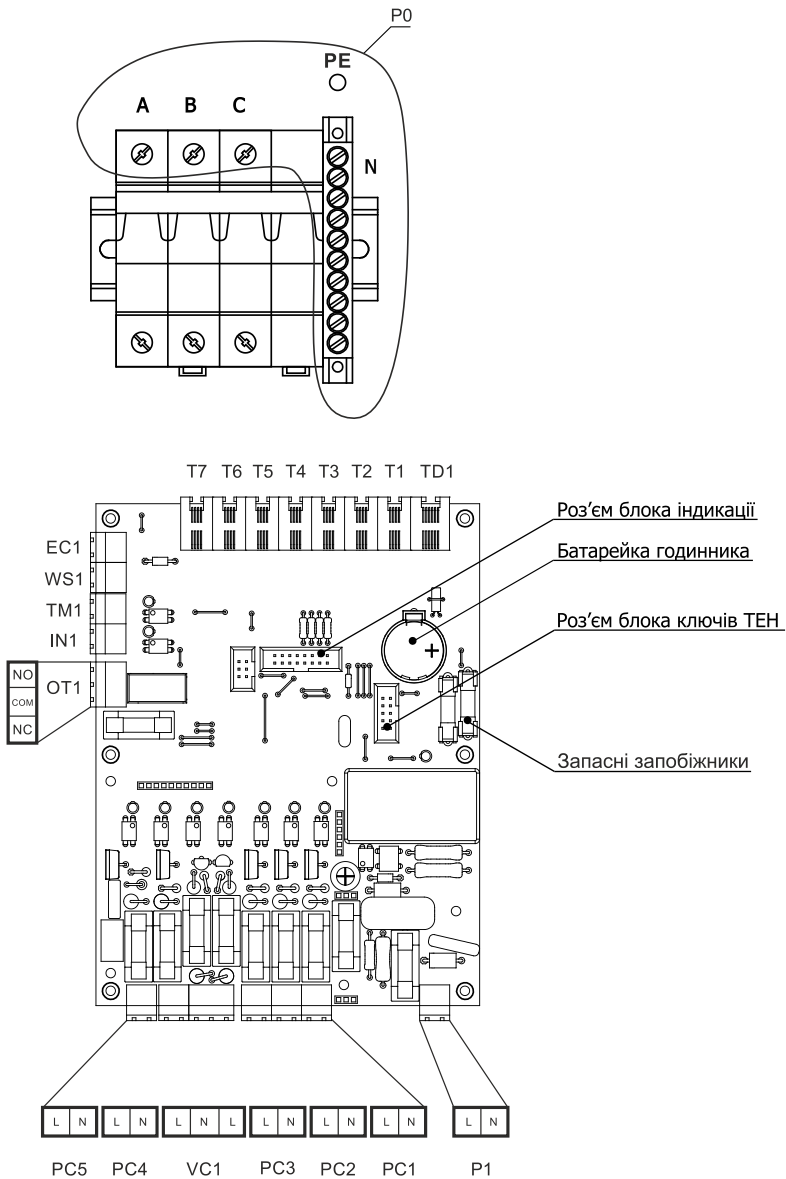 P0
PE
A B C
N
T7 T6 T5 T4 T3 T2 T1 TD1
Роз’єм блока індикації
EC1
Батарейка годинника
WS1
TM1
Роз’єм блока ключів ТЕН
IN1
NO
OT1
COM
NC
Запасні запобіжники
L N L N L N L L N L N L N L N
PC5 PC4 VC1 PC3 PC2 PC1 P1